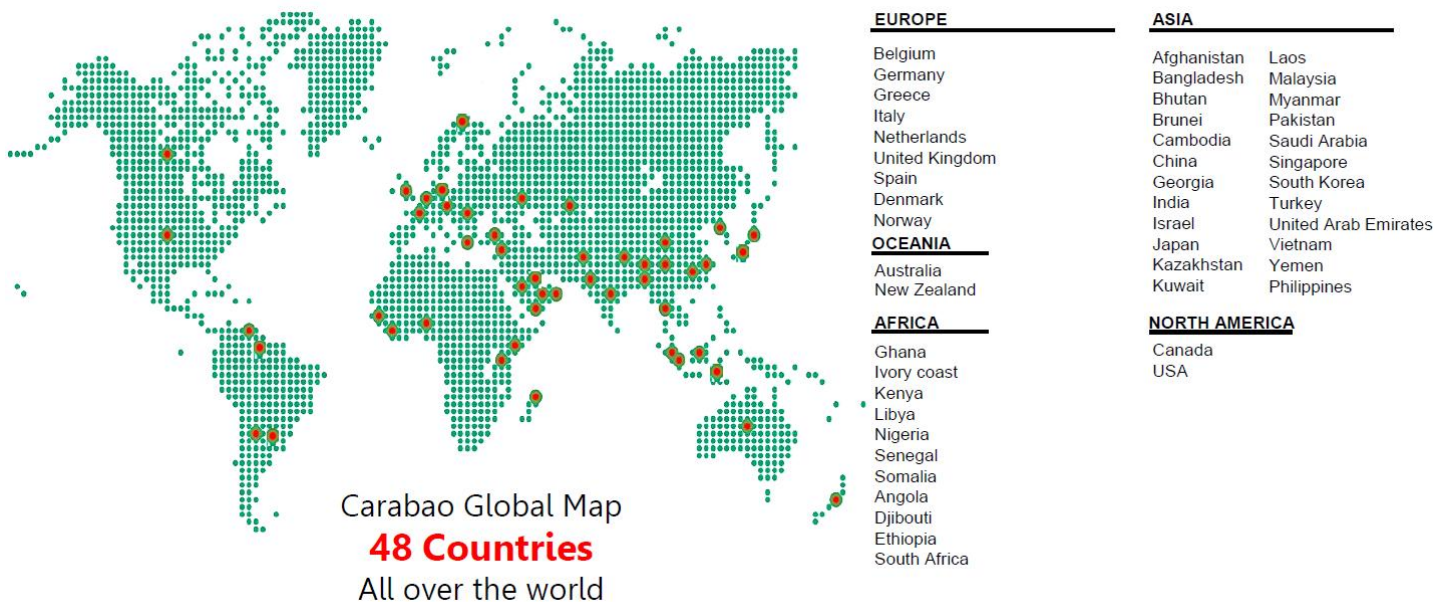 EUROPE
Belgium
Germany
Greece
Italy
Netherlands
United Kingdom
Spain
Denmark
Norway
OCEANIA
Australia
New Zealand
AFRICA
Ghana
Ivory coast
Kenya
Libya
Nigeria
Senegal
Somalia
Angola
Djibouti
Ethiopia
South Africa
ASIA
Afghanistan Laos
Bangladesh Malaysia
Bhutan Myanmar
Brunei Pakistan
Cambodia Saudi Arabia
China Singapore
Georgia South Korea
India Turkey
Israel United Arab Emirates
Japan Vietnam
Kazakhstan Yemen
Kuwait Philippines
NORTH AMERICA
Canada
USA
Carabao Global Map
48 Countries
All over the world